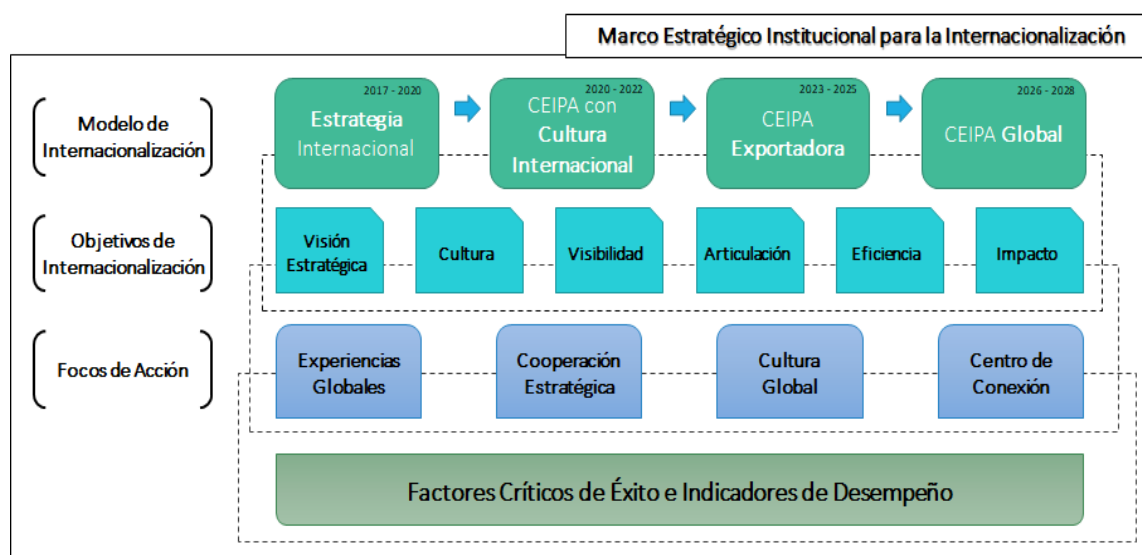 Marco Estratégico Institucional para la Internacionalización
Modelo de
Internacionalización
2017 - 2020
Estrategia
Internacional
2020 - 2022
CEIPA con
Cultura
Internacional
2023 - 2025
CEIPA
Exportadora
2026 - 2028
CEIPA Global
Objetivos de
Internacionalización
Visión
Estratégica
Cultura
Visibilidad
Articulación
Eficiencia
Impacto
Focos de Acción
Experiencias
Globales
Cooperación
Estratégica
Cultura
Global
Centro de
Conexión
Factores Críticos de Éxito e Indicadores de Desempeño